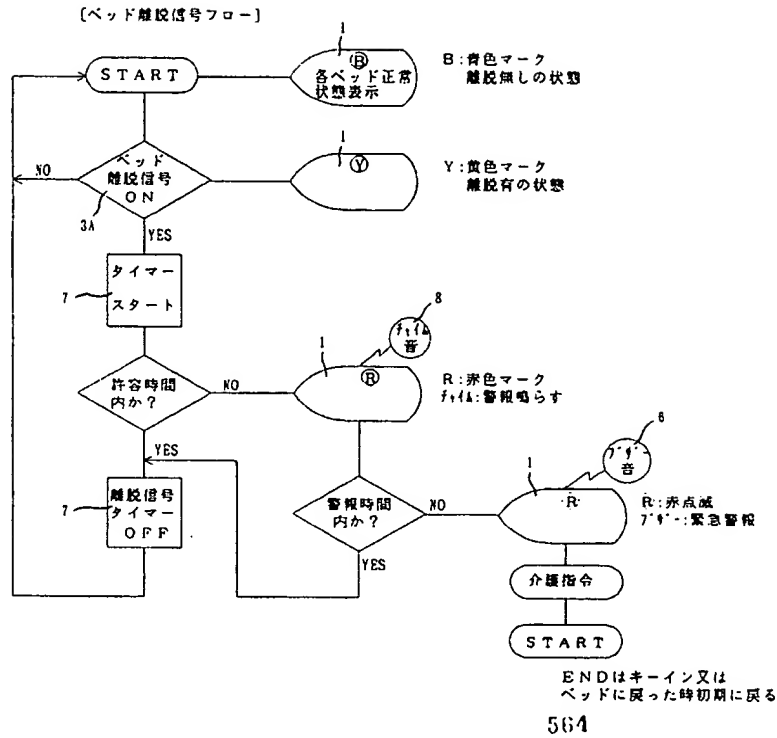 [ベッド離脱信号フロー]
START
1
B
各ベッド正常
状態表示
B:青色マーク
離脱無しの状態
NO
ベッド
離脱信号
ON
3A
1
Y
Y:黄色マーク
離脱有の状態
YES
7
タイマー
スタート
8
チャイム
音
許容時間
内か?
NO
1
R
R:赤色マーク
チャイム:警報鳴らす
YES
6
ブザー
音
7
離脱信号
タイマー
OFF
警報時間
内か?
NO
1
R
R:赤点滅
ブザー:緊急警報
YES
介護指令
START
ENDはキーイン又は
ベッドに戻った時初期に戻る
564